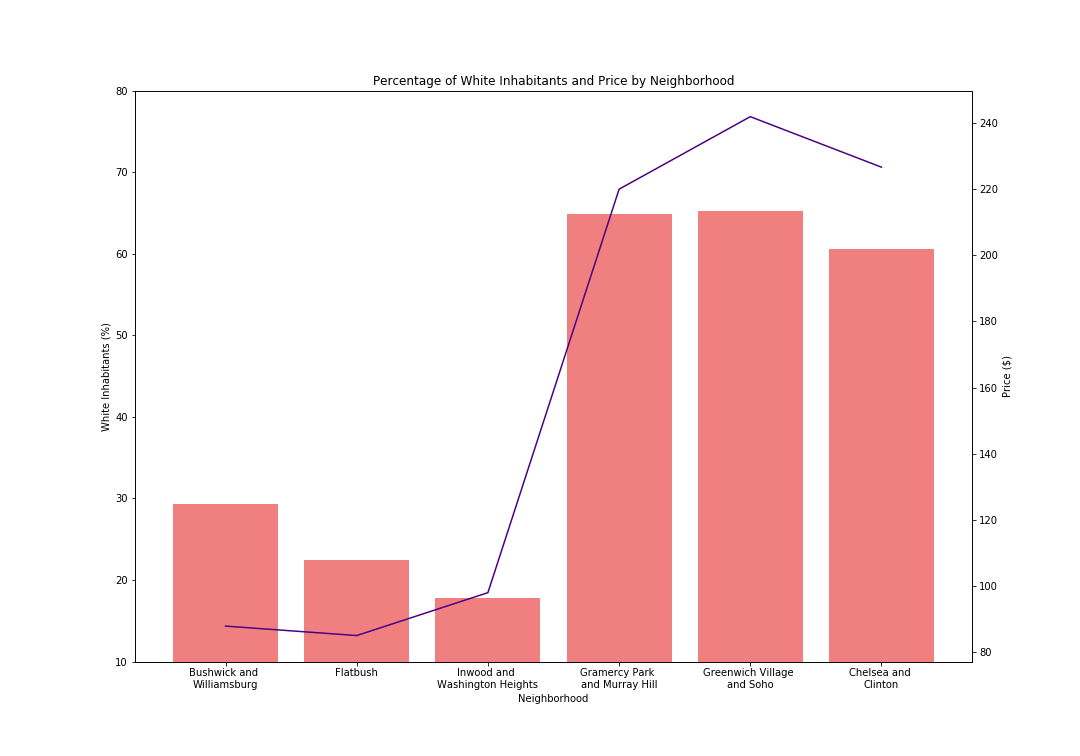 Percentage of White Inhabitants and Price by Neighborhood
80
70
60
50
40
30
20
10
White Inhabitants (%)
240
220
200
180
160
140
120
100
80
Price ($)
Bushwick and
Williamsburg
Flatbush
Inwood and
Washington Heights
Gramercy Park
and Murray Hill
Greenwich Village
and Soho
Chelsea and
Clinton
Neighborhood